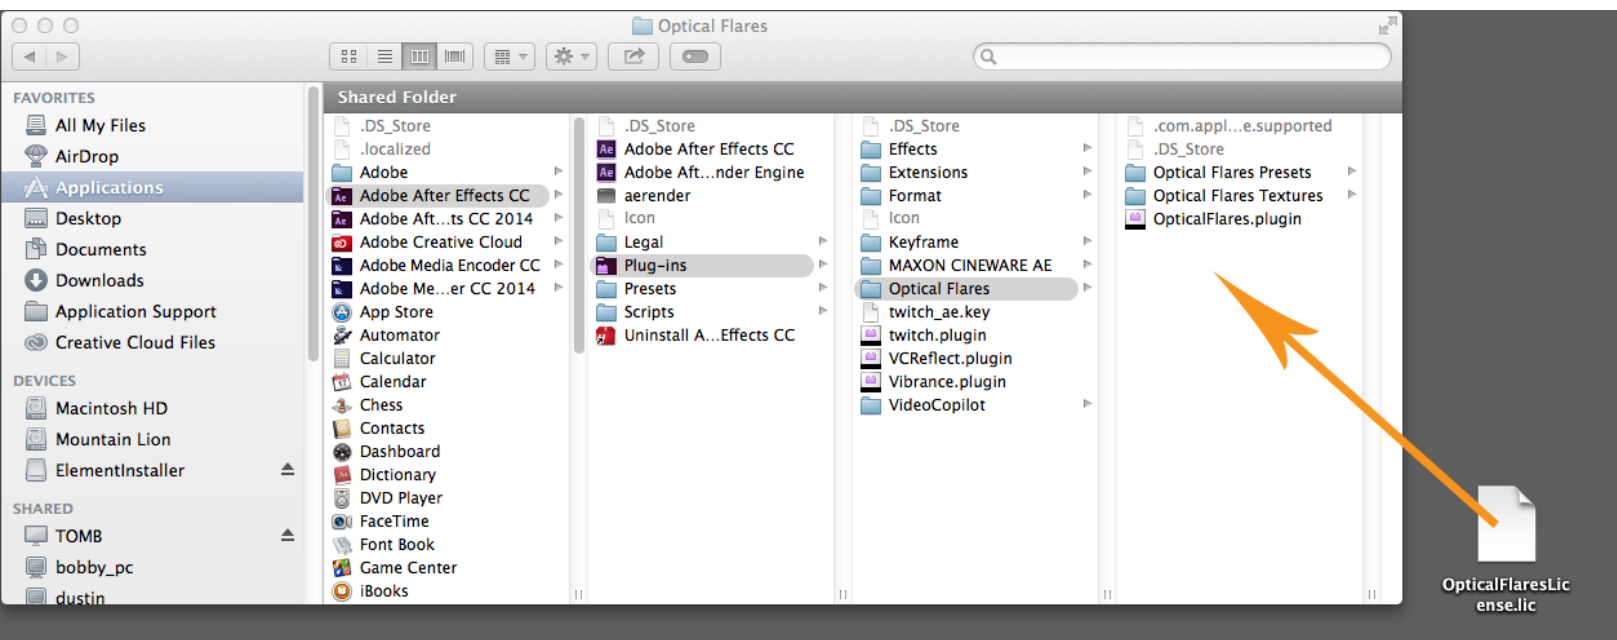 Optical Flares
FAVORITES
All My Files
AirDrop
Applications
Desktop
Documents
Downloads
Application Support
Creative Cloud Files
DEVICES
Macintosh HD
Mountain Lion
ElementInstaller
SHARED
TOMB
bobby_pc
dustin
Shared Folder
.DS_Store
.localized
Adobe
Adobe After Effects CC
Adobe Aft...ts CC 2014
Adobe Creative Cloud
Adobe Media Encoder CC
Adobe Me...er CC 2014
App Store
Automator
Calculator
Calendar
Chess
Contacts
Dashboard
Dictionary
DVD Player
FaceTime
Font Book
Game Center
iBooks
.DS_Store
Adobe After Effects CC
Adobe Aft...nder Engine
aerender
Icon
Legal
Plug-ins
Presets
Scripts
Uninstall A...Effects CC
.DS_Store
Effects
Extensions
Format
Icon
Keyframe
MAXON CINEWARE AE
Optical Flares
twitch_ae.key
twitch.plugin
VCReflect.plugin
Vibrance.plugin
VideoCopilot
.com.appl...e.supported
.DS_Store
Optical Flares Presets
Optical Flares Textures
OpticalFlares.plugin
OpticalFlaresLic
ense.lic